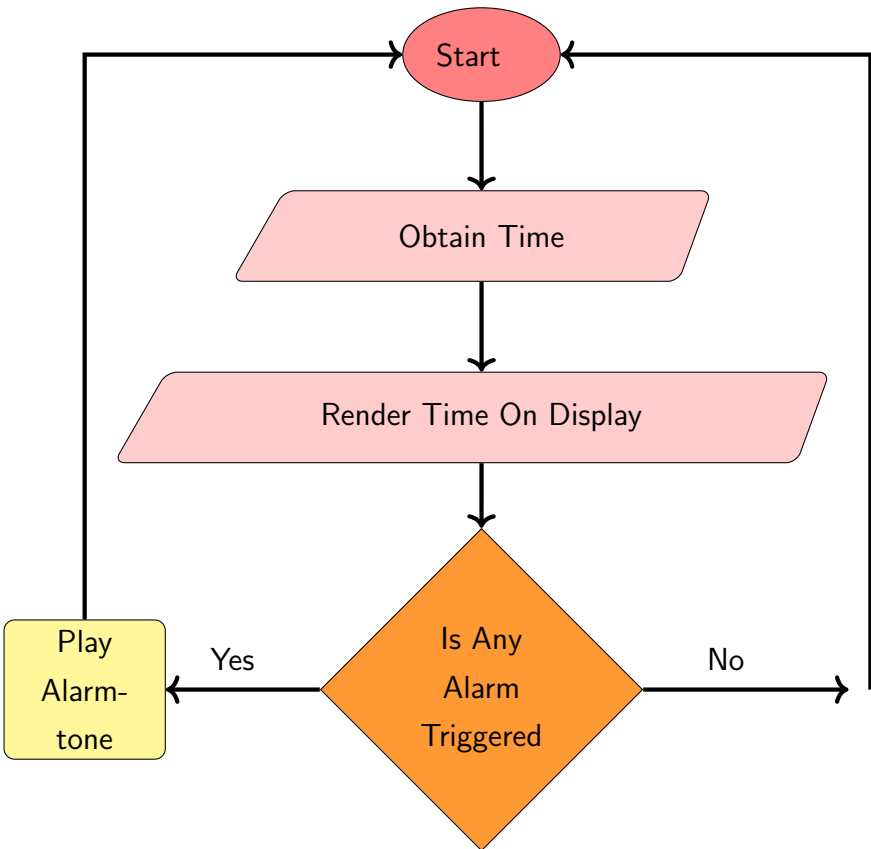 Start
Obtain Time
Render Time On Display
Is Any
Alarm
Triggered
Yes
No
Play
Alarm-
tone